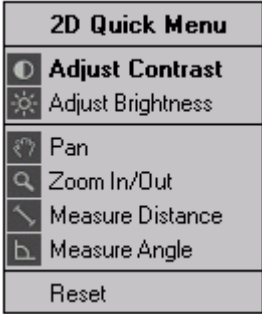 2D Quick Menu
Adjust Contrast
Adjust Brightness
Pan
Zoom In/Out
Measure Distance
Measure Angle
Reset